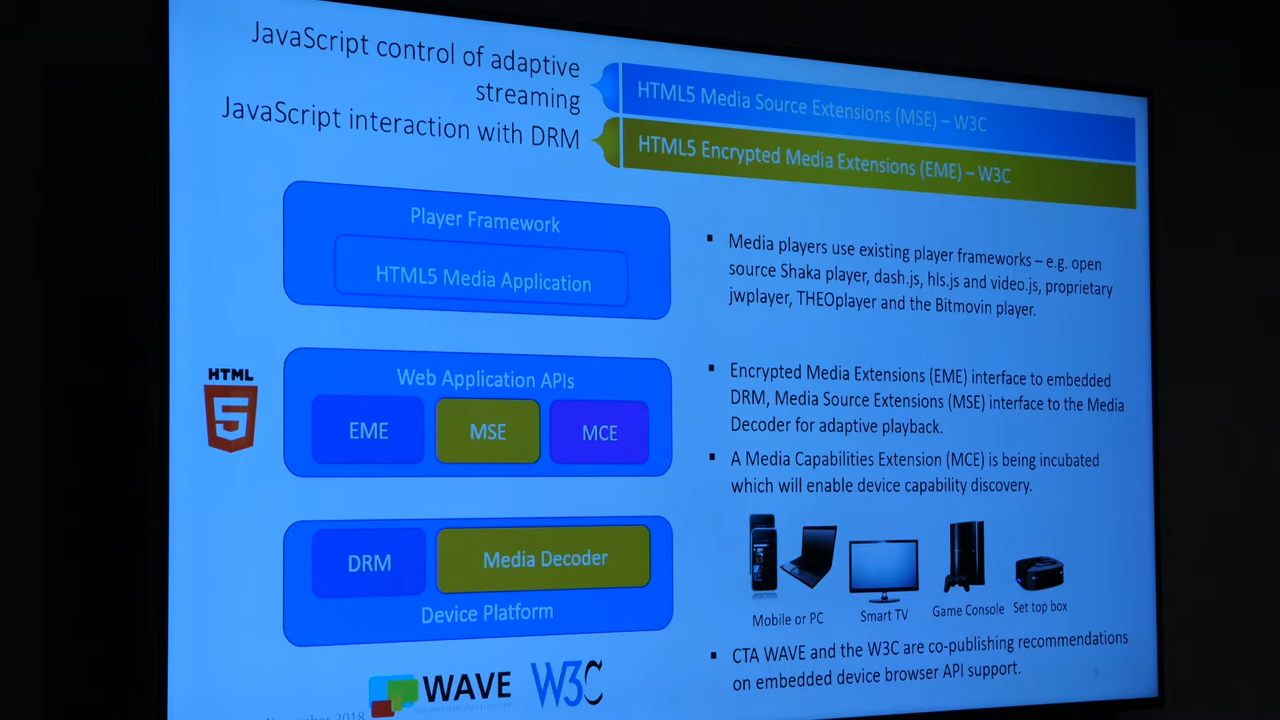 JavaScript control of adaptive
streaming
JavaScript interaction with DRM
HTML5 Media Source Extensions (MSE) – W3C
HTML5 Encrypted Media Extensions (EME) – W3C
Player Framework
HTML5 Media Application
▪ Media players use existing player frameworks – e.g. open
source Shaka player, dash.js, hls.js and video.js, proprietary
jwplayer, THEOplayer and the Bitmovin player.
HTML
5
Web Application APIs
EME
MSE
MCE
▪ Encrypted Media Extensions (EME) interface to embedded
DRM, Media Source Extensions (MSE) interface to the Media
Decoder for adaptive playback.
▪ A Media Capabilities Extension (MCE) is being incubated
which will enable device capability discovery.
DRM
Media Decoder
Device Platform
Mobile or PC
Smart TV
Game Console
Set top box
▪ CTA WAVE and the W3C are co-publishing recommendations
on embedded device browser API support.
WAVE
W3C
2018
9